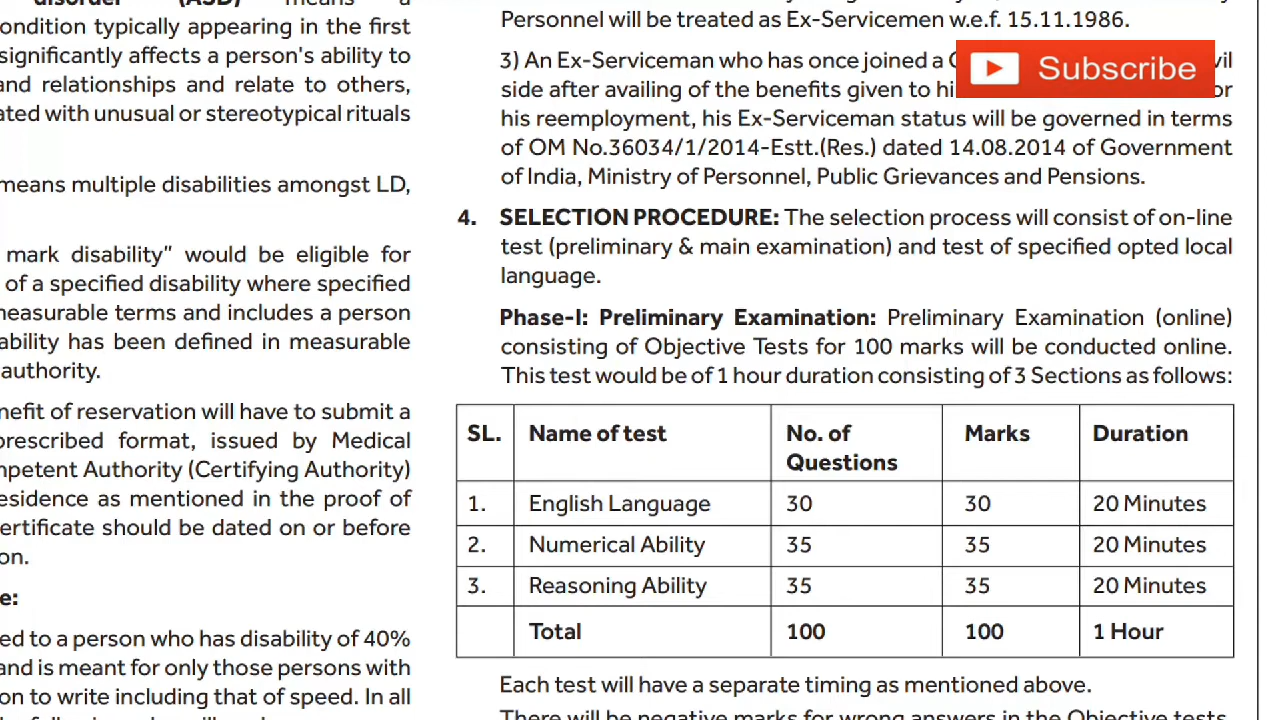 disorder (ASD) means a
ondition typically appearing in the first
significantly affects a person's ability to
and relationships and relate to others,
ated with unusual or stereotypical rituals
means multiple disabilities amongst LD,
mark disability" would be eligible for
of a specified disability where specified
measurable terms and includes a person
ability has been defined in measurable
authority.
nefit of reservation will have to submit a
prescribed format, issued by Medical
mpetent Authority (Certifying Authority)
esidence as mentioned in the proof of
ertificate should be dated on or before
on.
e:
ed to a person who has disability of 40%
and is meant for only those persons with
on to write including that of speed. In all
Personnel will be treated as Ex-Servicemen w.e.f. 15.11.1986.
3) An Ex-Serviceman who has once joined a vil
side after availing of the benefits given to or
his reemployment, his Ex-Serviceman status will be governed in terms
of OM No.36034/1/2014-Estt.(Res.) dated 14.08.2014 of Government
of India, Ministry of Personnel, Public Grievances and Pensions.
Subscribe
4. SELECTION PROCEDURE: The selection process will consist of on-line
test (preliminary & main examination) and test of specified opted local
language.
Phase-I: Preliminary Examination: Preliminary Examination (online)
consisting of Objective Tests for 100 marks will be conducted online.
This test would be of 1 hour duration consisting of 3 Sections as follows:
SL. Name of test No. of Questions Marks Duration
1. English Language 30 30 20 Minutes
2. Numerical Ability 35 35 20 Minutes
3. Reasoning Ability 35 35 20 Minutes
Total 100 100 1 Hour
Each test will have a separate timing as mentioned above.
There will be negative marks for wrong answers in the Objective tests.